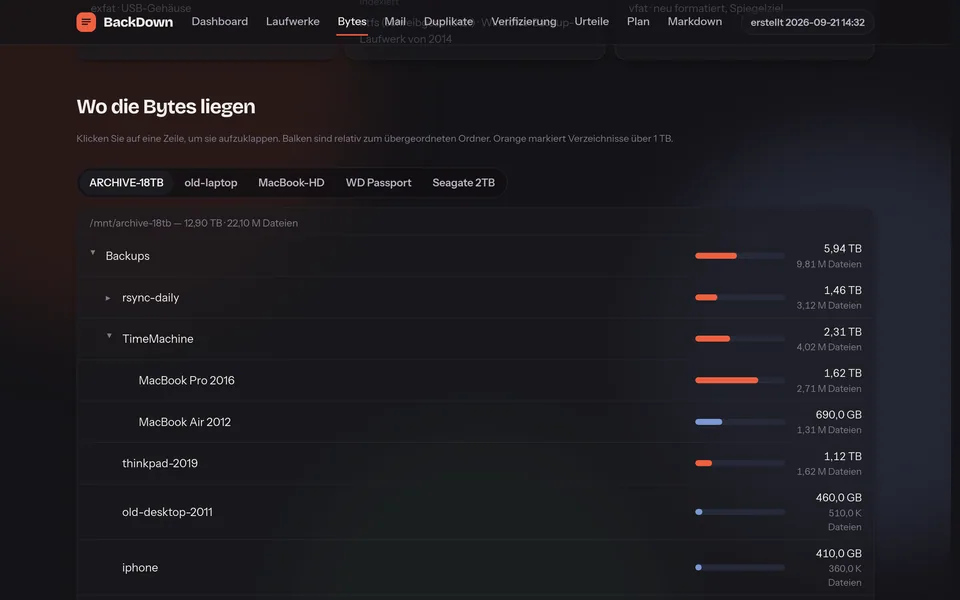 exfat · USB-Gehäuse
indexiert
vfat · neu formatiert, Spiegelziel
BackDown
Dashboard
Laufwerke
Bytes
Mail
Duplikate
Verifizierung
Urteile
Plan
Markdown
erstellt 2026-09-21 14:32
Laufwerk von 2014
Wo die Bytes liegen
Klicken Sie auf eine Zeile, um sie aufzuklappen. Balken sind relativ zum übergeordneten Ordner. Orange markiert Verzeichnisse über 1 TB.
ARCHIVE-18TB
old-laptop
MacBook-HD
WD Passport
Seagate 2TB
/mnt/archive-18tb — 12,90 TB · 22,10 M Dateien
Backups
5,94 TB
9,81 M Dateien
rsync-daily
1,46 TB
3,12 M Dateien
TimeMachine
2,31 TB
4,02 M Dateien
MacBook Pro 2016
1,62 TB
2,71 M Dateien
MacBook Air 2012
690,0 GB
1,31 M Dateien
thinkpad-2019
1,12 TB
1,62 M Dateien
old-desktop-2011
460,0 GB
510,0 K
Dateien
iphone
410,0 GB
360,0 K
Dateien